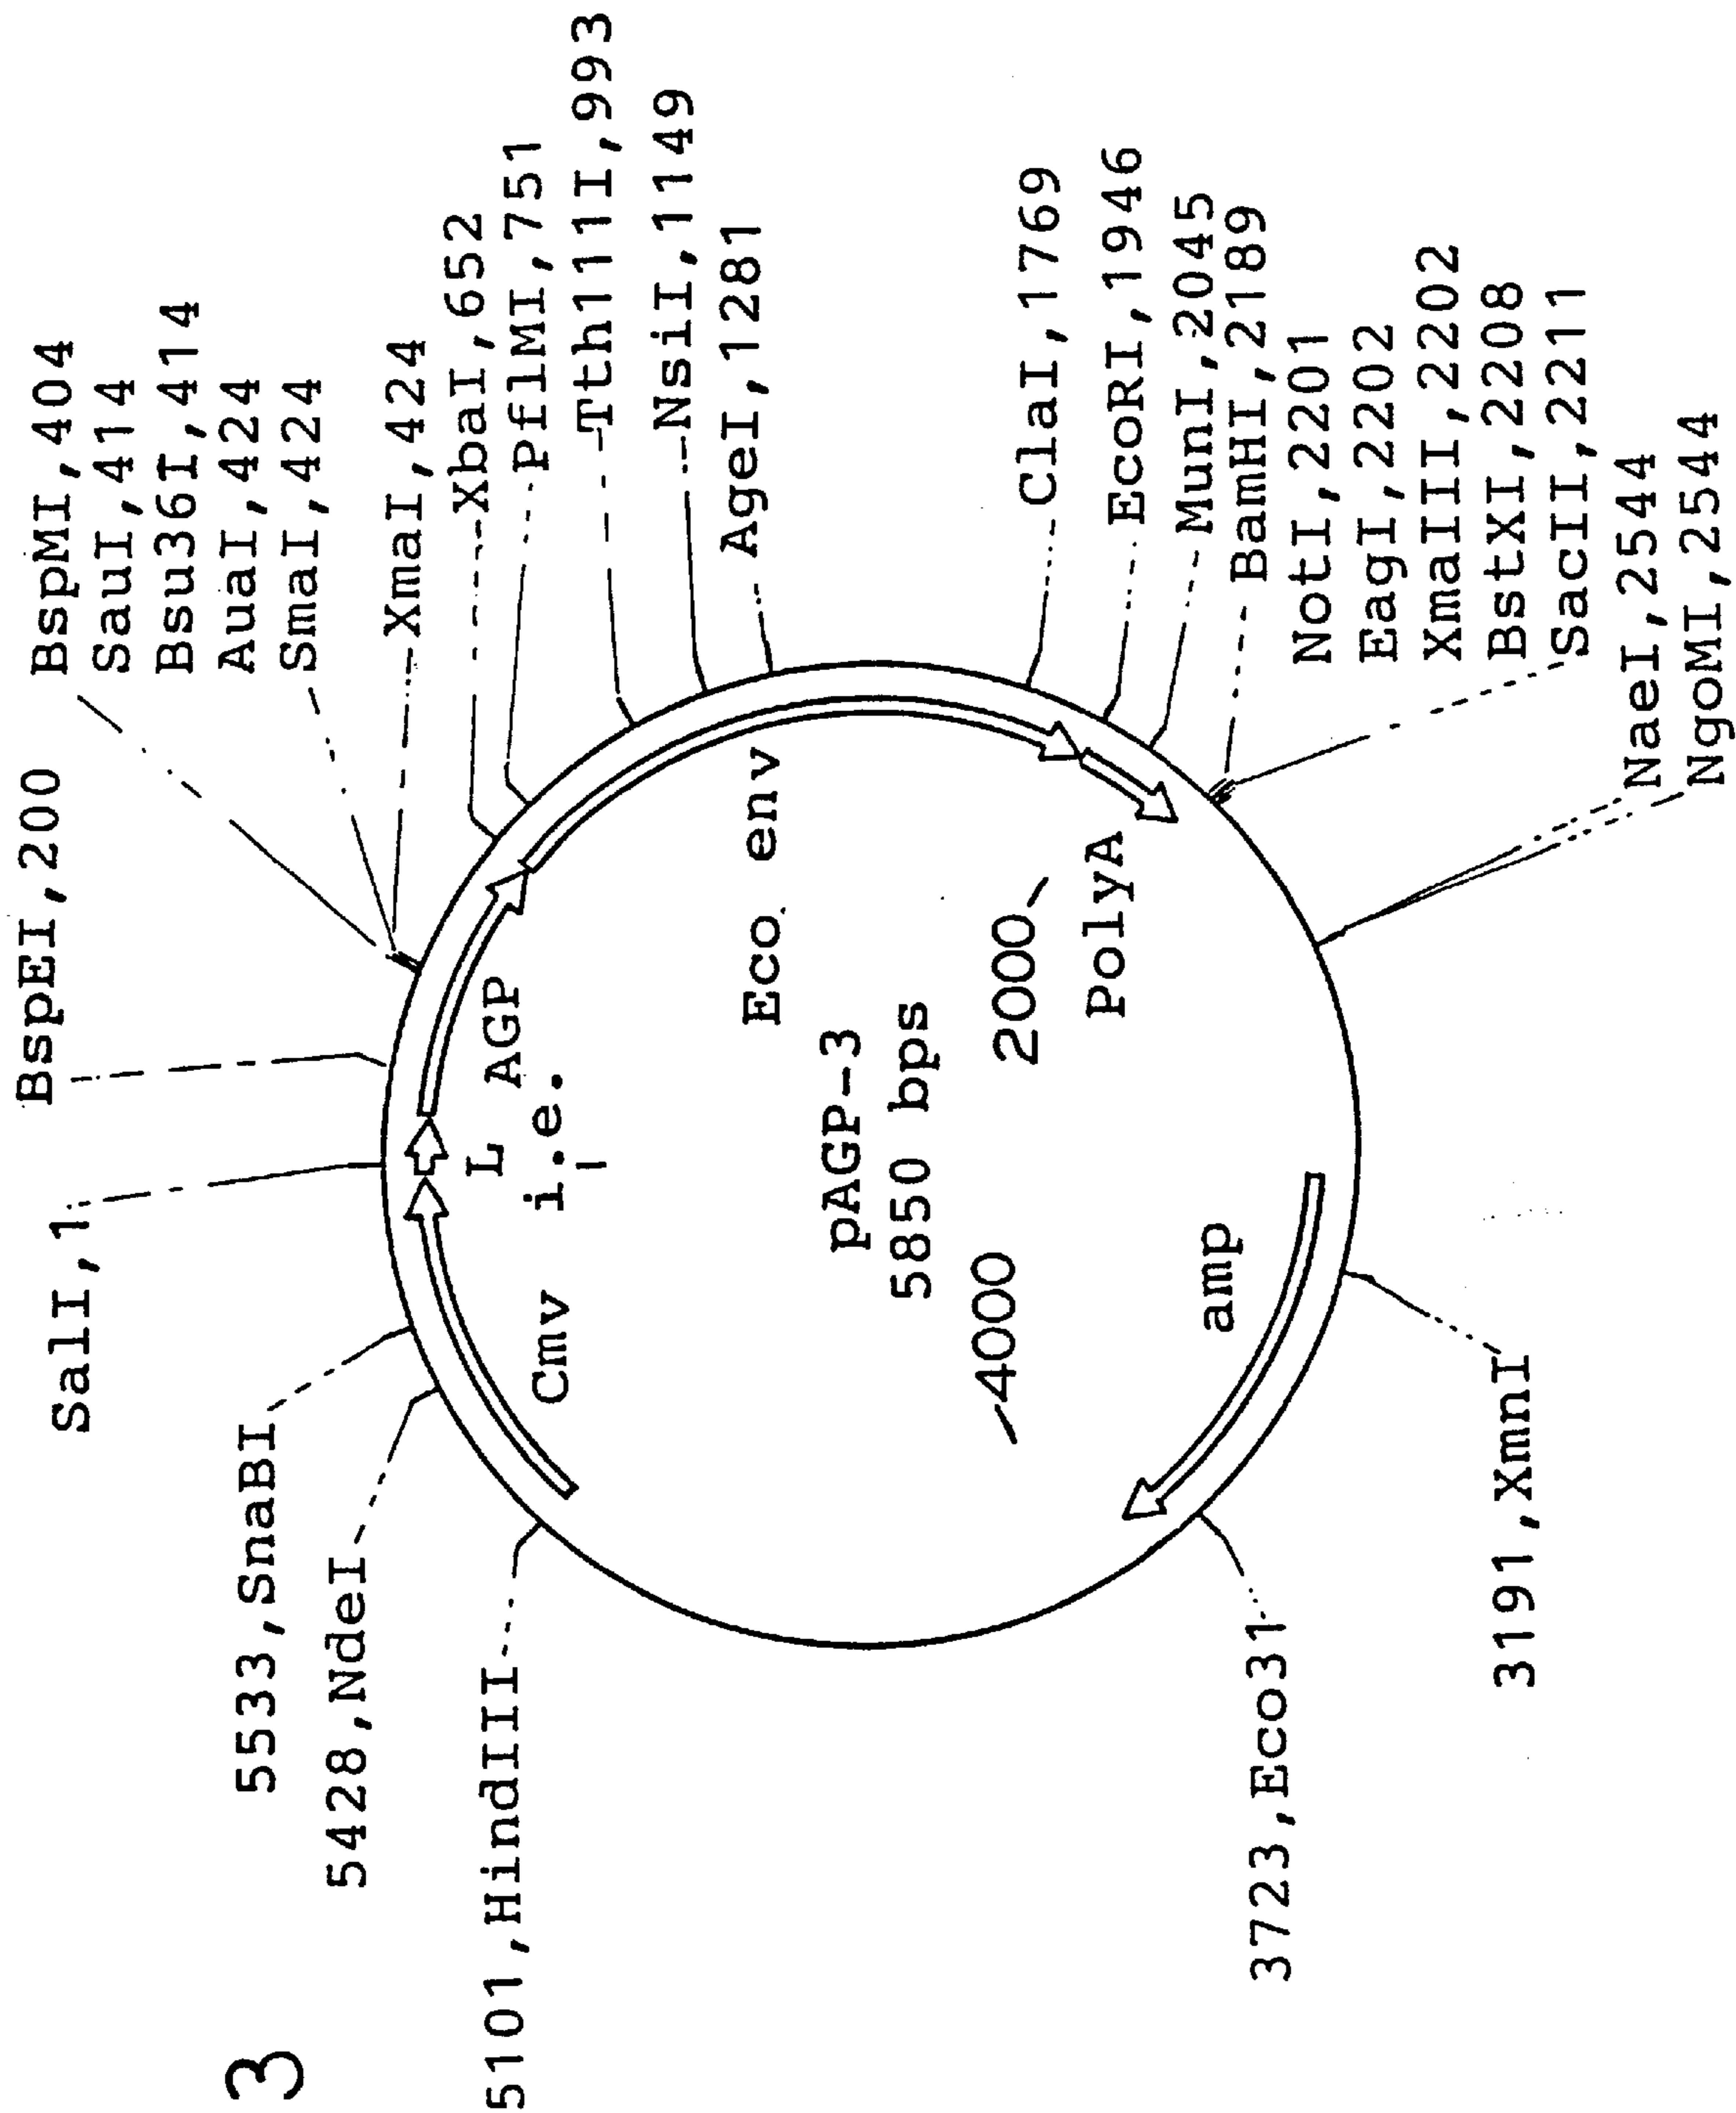 3
BspEI,200
SalI,1
5533,SnaBI
5428,NdeI
5101,HindIII
3723,Eco31
3191,XmnI
BspMI,404
SauI,414
Bsu36I,414
AuaI,424
SmaI,424
XmaI,424
XbaI,652
PflMI,751
Tth111I,993
NsiI,1149
AgeI,1281
ClaI,1769
EcoRI,1946
MunI,2045
BamHI,2189
NotI,2201
EagI,2202
XmaIII,2202
BstXI,2208
SacII,2211
NaeI,2544
NgoMI,2544
L AGP
Cmv i.e.
1
Eco env
pAGP-3
5850 bps
4000
2000
PolyA
amp